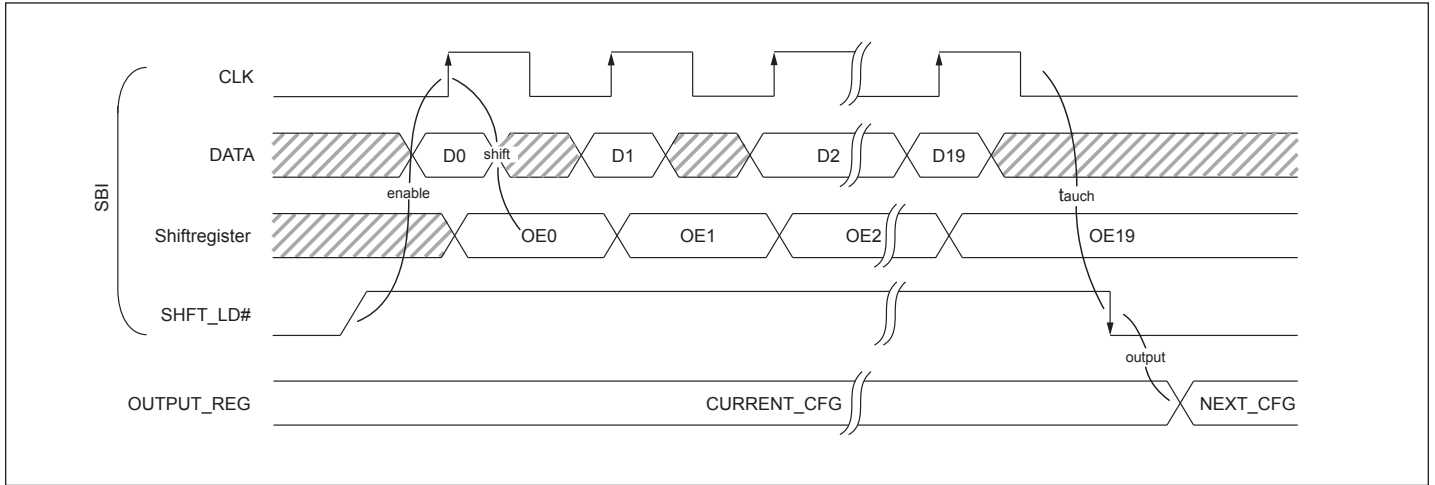 SBI
CLK
DATA D0 shift D1 D2 D19
enable
tauch
Shiftregister OE0 OE1 OE2 OE19
SHFT_LD#
output
OUTPUT_REG CURRENT_CFG NEXT_CFG